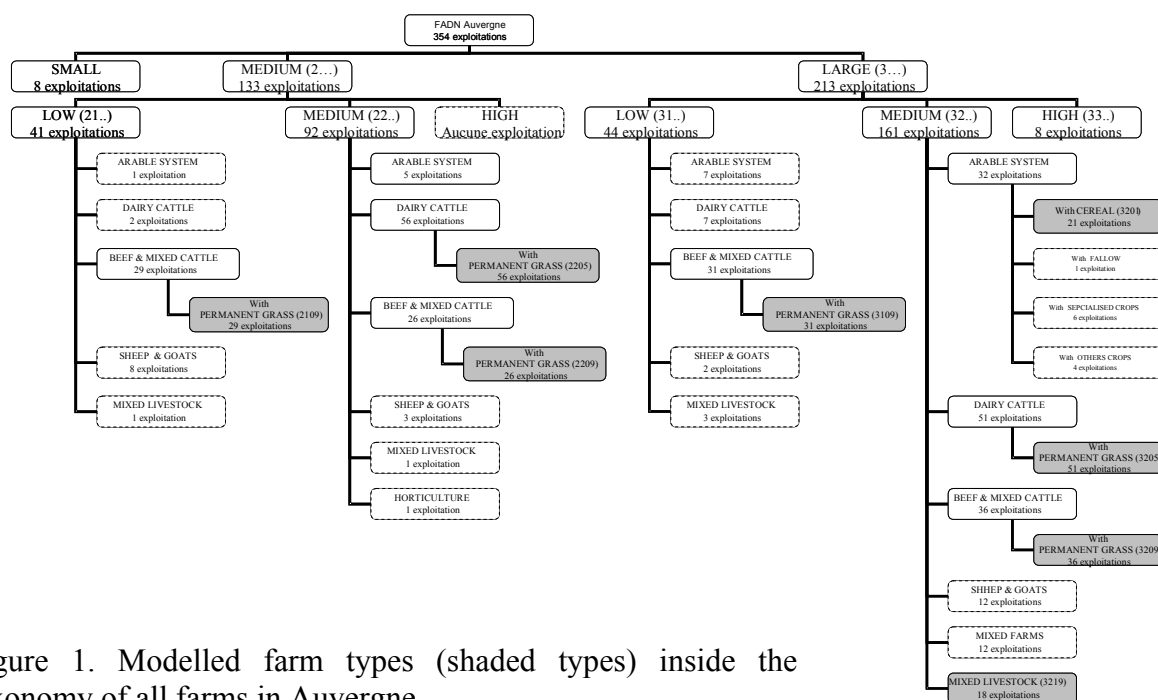 FADN Auvergne
354 exploitations
SMALL
8 exploitations
MEDIUM (2…)
133 exploitations
LARGE (3…)
213 exploitations
LOW (21..)
41 exploitations
MEDIUM (22..)
92 exploitations
HIGH
Aucune exploitation
LOW (31..)
44 exploitations
MEDIUM (32..)
161 exploitations
HIGH (33..)
8 exploitations
ARABLE SYSTEM
1 exploitation
DAIRY CATTLE
2 exploitations
BEEF & MIXED CATTLE
29 exploitations
With
PERMANENT GRASS (2109)
29 exploitations
SHEEP & GOATS
8 exploitations
MIXED LIVESTOCK
1 exploitation
ARABLE SYSTEM
5 exploitations
DAIRY CATTLE
56 exploitations
With
PERMANENT GRASS (2205)
56 exploitations
BEEF & MIXED CATTLE
26 exploitations
With
PERMANENT GRASS (2209)
26 exploitations
SHEEP & GOATS
3 exploitations
MIXED LIVESTOCK
1 exploitation
HORTICULTURE
1 exploitation
ARABLE SYSTEM
7 exploitations
DAIRY CATTLE
7 exploitations
BEEF & MIXED CATTLE
31 exploitations
With
PERMANENT GRASS (3109)
31 exploitations
SHEEP & GOATS
2 exploitations
MIXED LIVESTOCK
3 exploitations
ARABLE SYSTEM
32 exploitations
With CEREAL (3201)
21 exploitations
With FALLOW
1 exploitation
With SEPCIALISED CROPS
6 exploitations
With OTHERS CROPS
4 exploitations
DAIRY CATTLE
51 exploitations
With
PERMANENT GRASS (3205
51 exploitations
BEEF & MIXED CATTLE
36 exploitations
With
PERMANENT GRASS (3209
36 exploitations
SHHEP & GOATS
12 exploitations
MIXED FARMS
12 exploitations
MIXED LIVESTOCK (3219)
18 exploitations
gure 1. Modelled farm types (shaded types) inside the
onomy of all farms in Auvergne